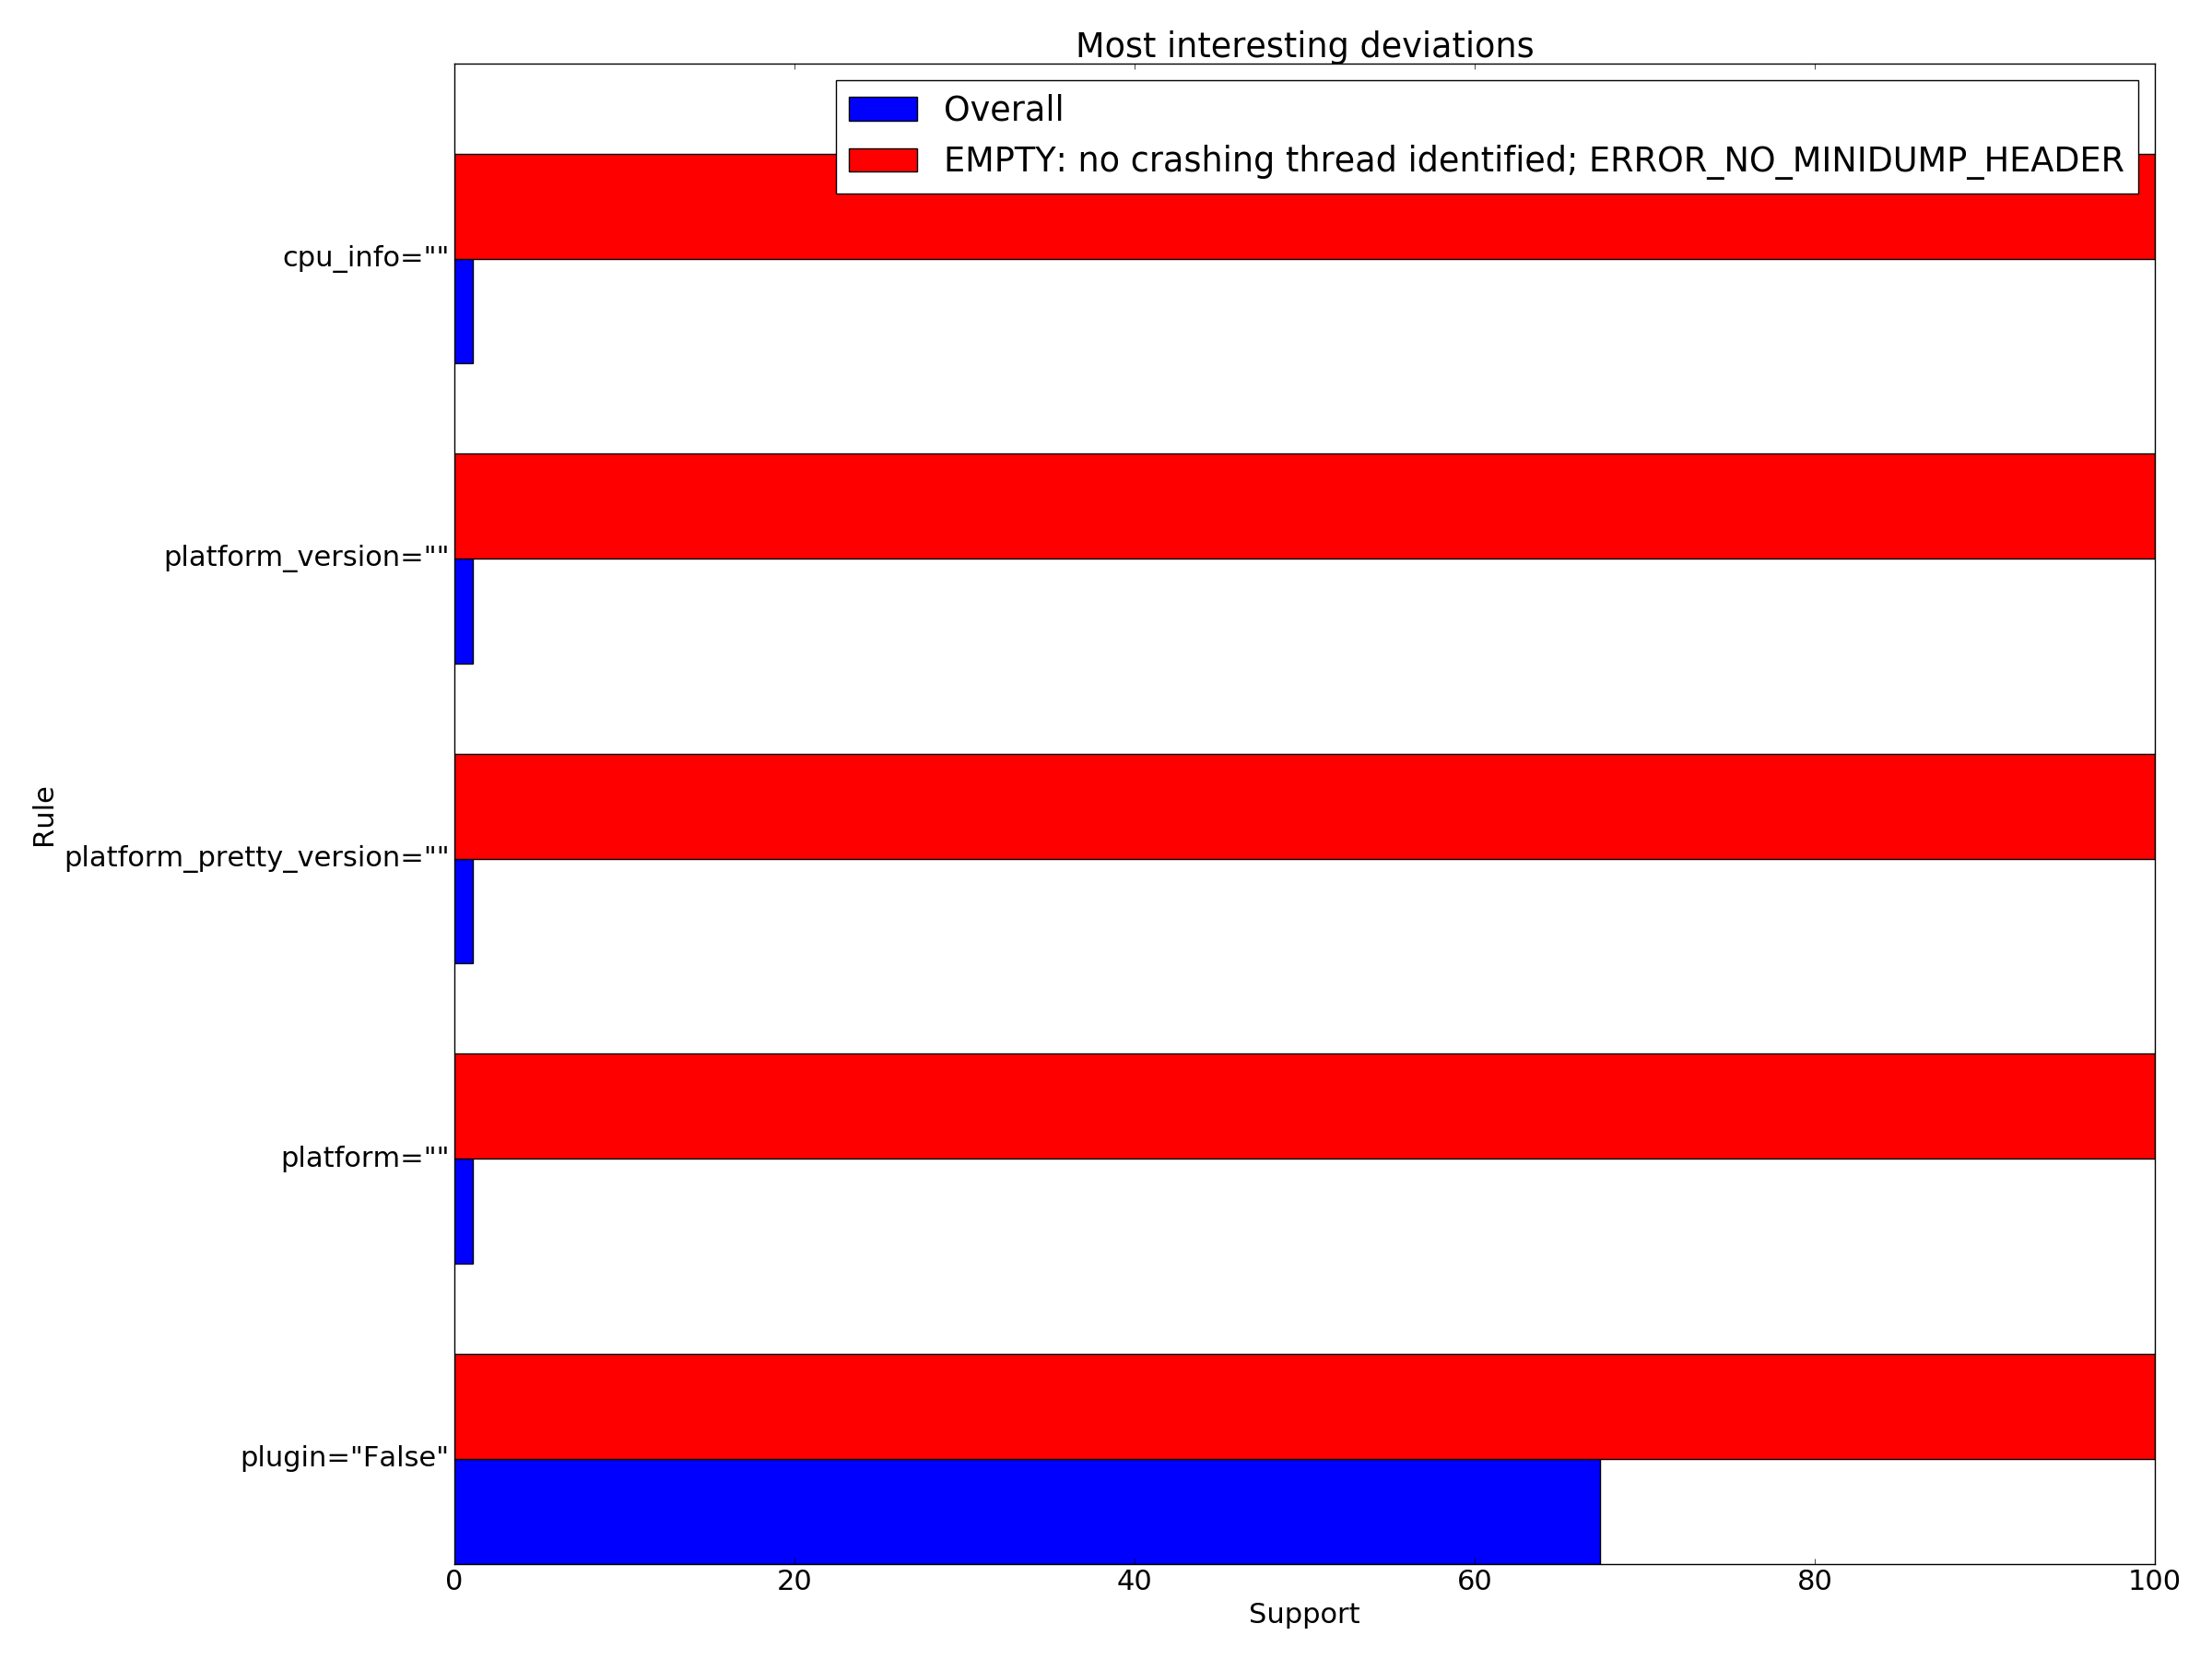 Most interesting deviations
Overall
EMPTY: no crashing thread identified; ERROR_NO_MINIDUMP_HEADER
cpu_info=""
platform_version=""
platform_pretty_version=""
platform=""
plugin="False"
Rule
0 20 40 60 80 100
Support